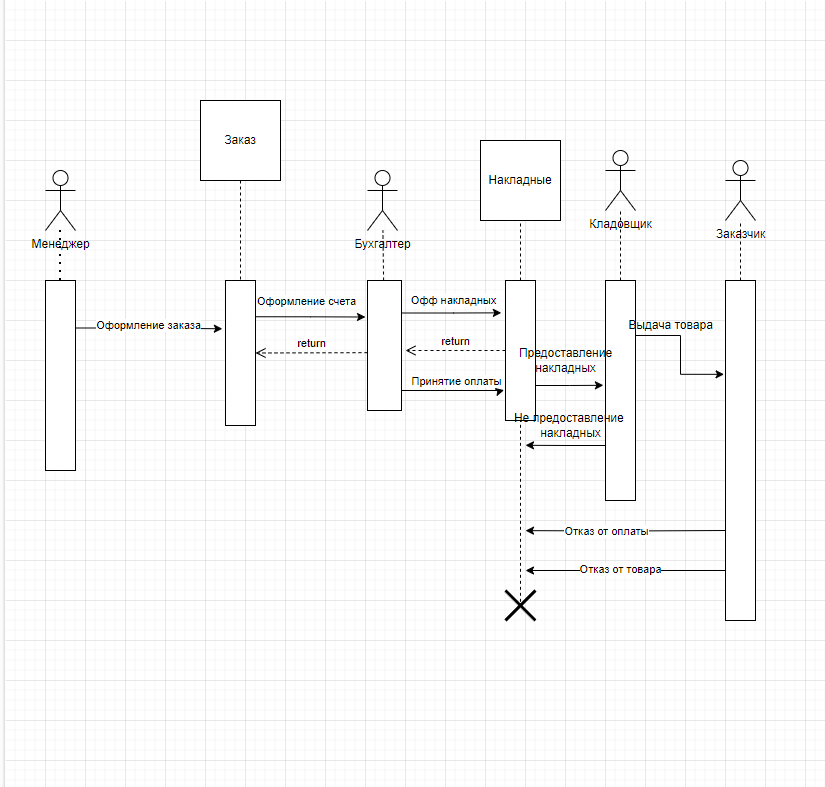 Заказ
Накладные
Менеджер
Бухгалтер
Кладовщик
Заказчик
Оформление заказа
Оформление счета
Офф накладных
return
return
Принятие оплаты
Предоставление
накладных
Выдача товара
Не предоставление
накладных
Отказ от оплаты
Отказ от товара